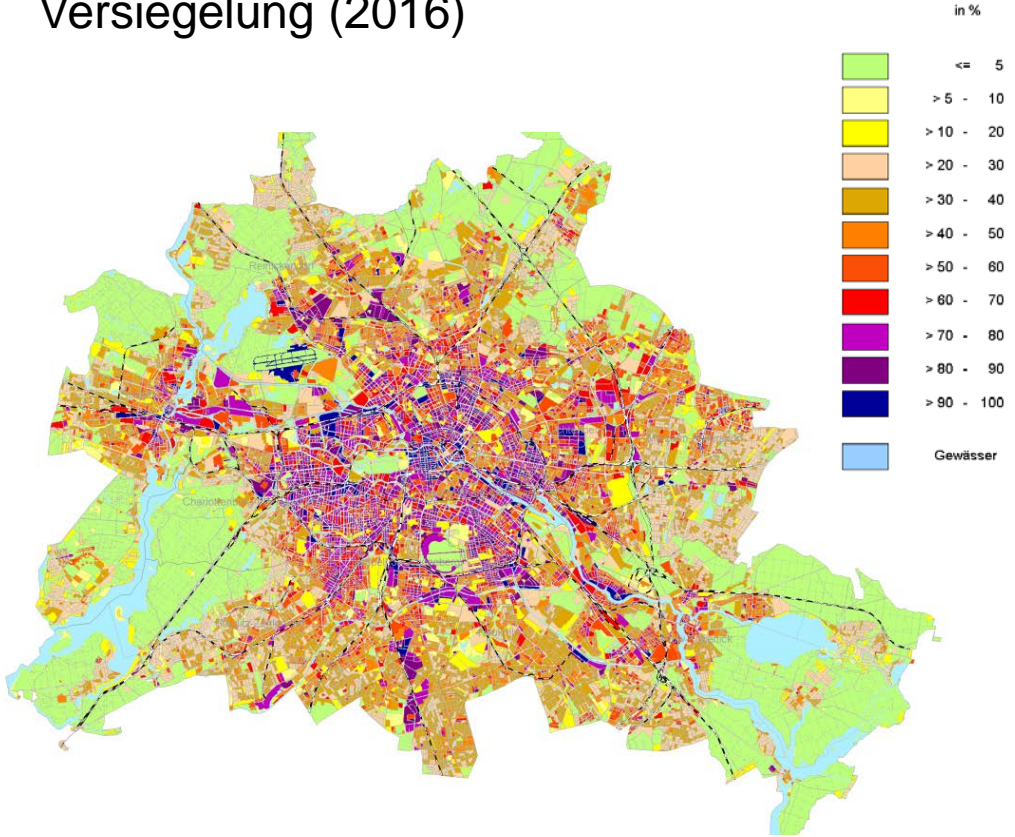 Versiegelung (2016)
in %
<= 5
> 5 - 10
> 10 - 20
> 20 - 30
> 30 - 40
> 40 - 50
> 50 - 60
> 60 - 70
> 70 - 80
> 80 - 90
> 90 - 100
Gewässer